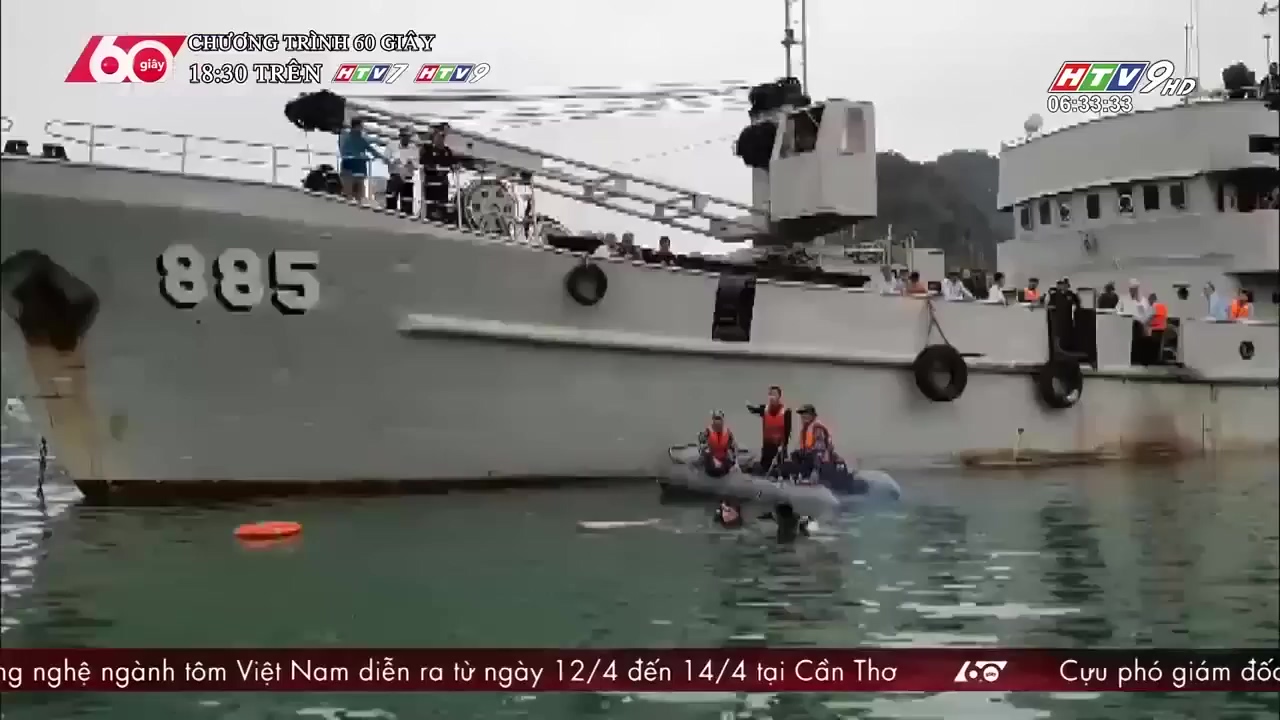 60 giây
CHƯƠNG TRÌNH 60 GIÂY
18:30 TRÊN HTV7 HTV9
HTV9 HD
06:33:33
885
ng nghệ ngành tôm Việt Nam diễn ra từ ngày 12/4 đến 14/4 tại Cần Thơ 60 giây Cựu phó giám đốc